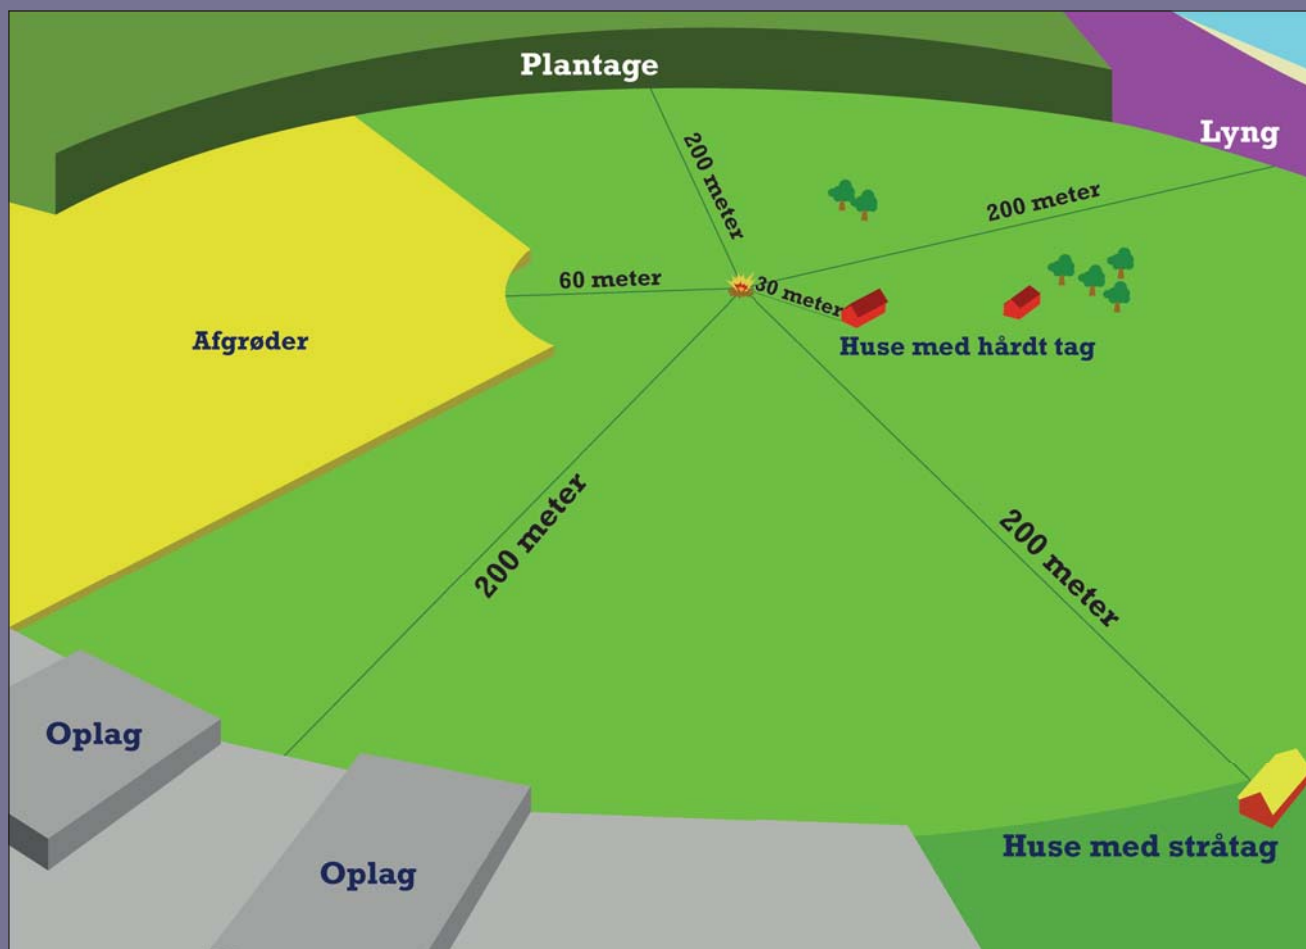 Plantage
Lyng
200 meter
200 meter
60 meter
30 meter
Afgrøder
Huse med hårdt tag
200 meter
200 meter
Oplag
Oplag
Huse med stråtag